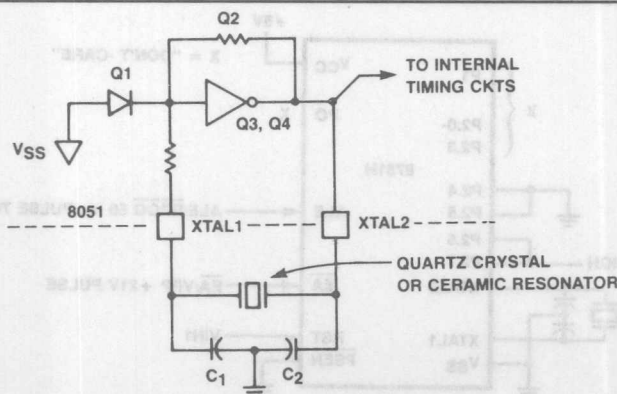 Q2
Q1
TO INTERNAL
TIMING CKTS
Q3, Q4
VSS
8051
XTAL1
XTAL2
QUARTZ CRYSTAL
OR CERAMIC RESONATOR
C1
C2